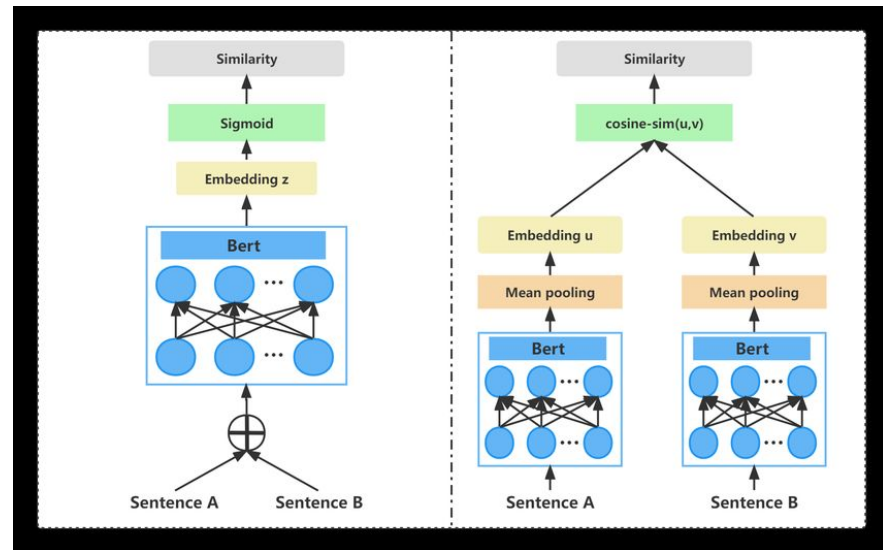 Similarity
Sigmoid
Embedding z
Bert
...
...
Sentence A
Sentence B
Similarity
cosine-sim(u,v)
Embedding u
Embedding v
Mean pooling
Mean pooling
Bert
Bert
...
...
...
...
Sentence A
Sentence B